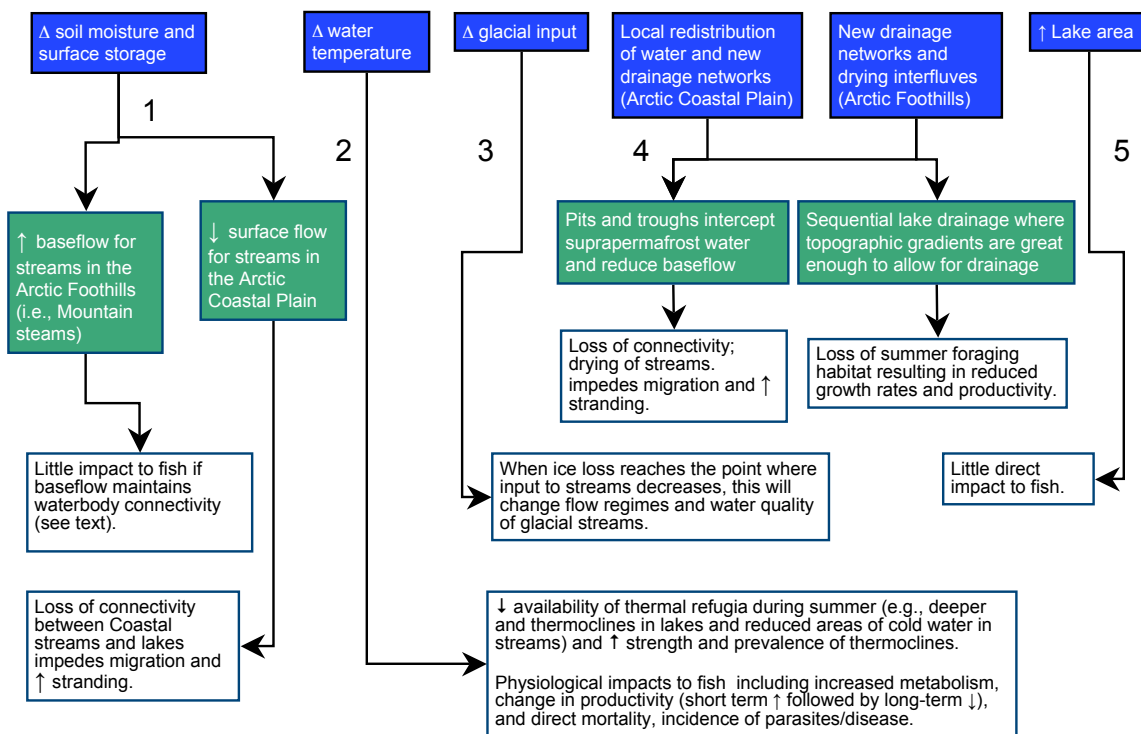 Δ soil moisture and
surface storage
Δ water
temperature
Δ glacial input
Local redistribution
of water and new
drainage networks
(Arctic Coastal Plain)
New drainage
networks and
drying interfluves
(Arctic Foothills)
↑ Lake area
1
2
3
4
5
↑ baseflow for
streams in the
Arctic Foothills
(i.e., Mountain
steams)
↓ surface flow
for streams in
the Arctic
Coastal Plain
Pits and troughs intercept
suprapermafrost water
and reduce baseflow
Sequential lake drainage where
topographic gradients are great
enough to allow for drainage
Loss of connectivity;
drying of streams.
impedes migration and ↑
stranding.
Loss of summer foraging
habitat resulting in reduced
growth rates and productivity.
Little impact to fish if
baseflow maintains
waterbody connectivity
(see text).
When ice loss reaches the point where
input to streams decreases, this will
change flow regimes and water quality
of glacial streams.
Little direct
impact to fish.
Loss of connectivity
between Coastal
streams and lakes
impedes migration and
↑ stranding.
↓ availability of thermal refugia during summer (e.g., deeper
and thermoclines in lakes and reduced areas of cold water in
streams) and ↑ strength and prevalence of thermoclines.
Physiological impacts to fish including increased metabolism,
change in productivity (short term ↑ followed by long-term ↓),
and direct mortality, incidence of parasites/disease.